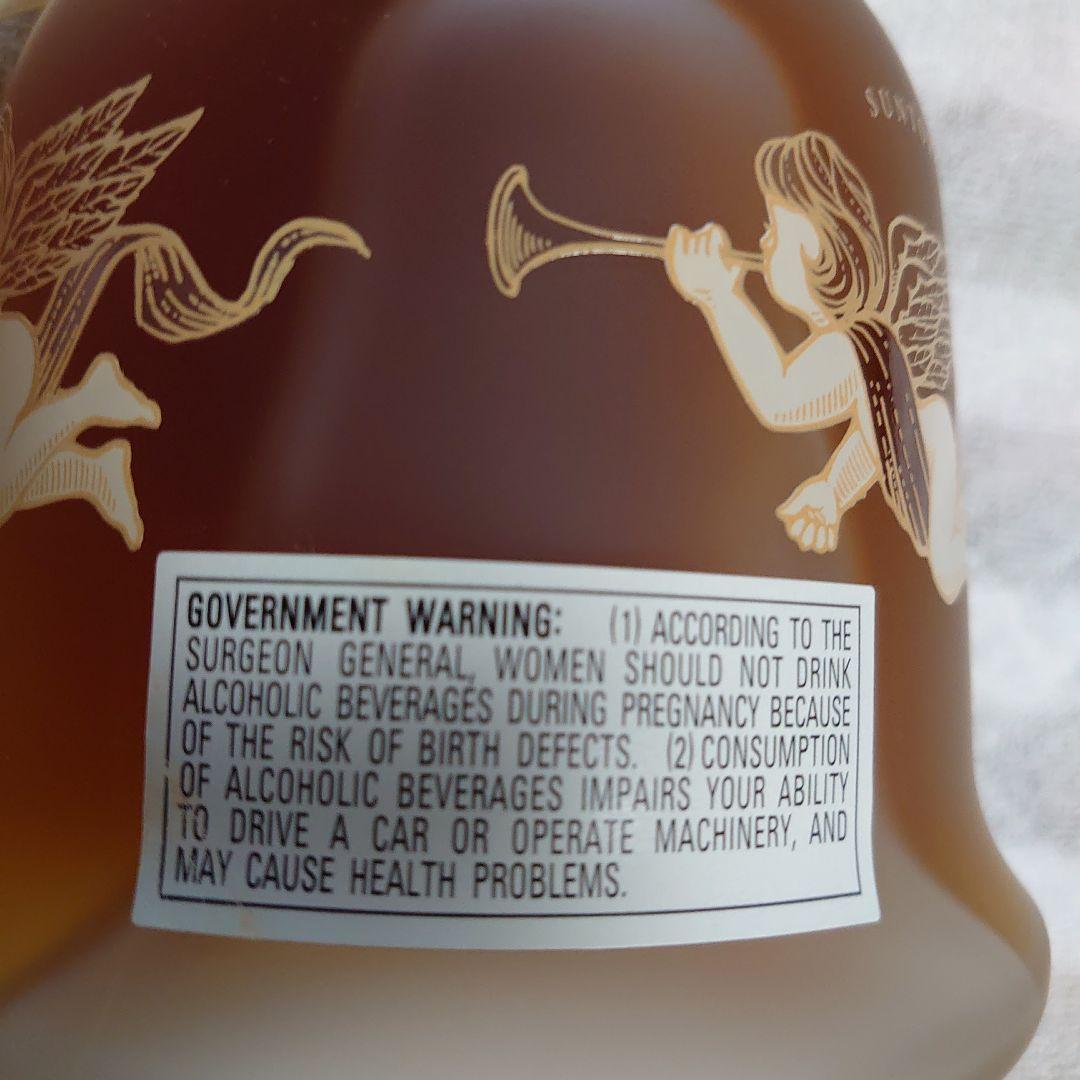 GOVERNMENT WARNING: (1) ACCORDING TO THE
SURGEON GENERAL, WOMEN SHOULD NOT DRINK
ALCOHOLIC BEVERAGES DURING PREGNANCY BECAUSE
OF THE RISK OF BIRTH DEFECTS. (2) CONSUMPTION
OF ALCOHOLIC BEVERAGES IMPAIRS YOUR ABILITY
TO DRIVE A CAR OR OPERATE MACHINERY, AND
MAY CAUSE HEALTH PROBLEMS.